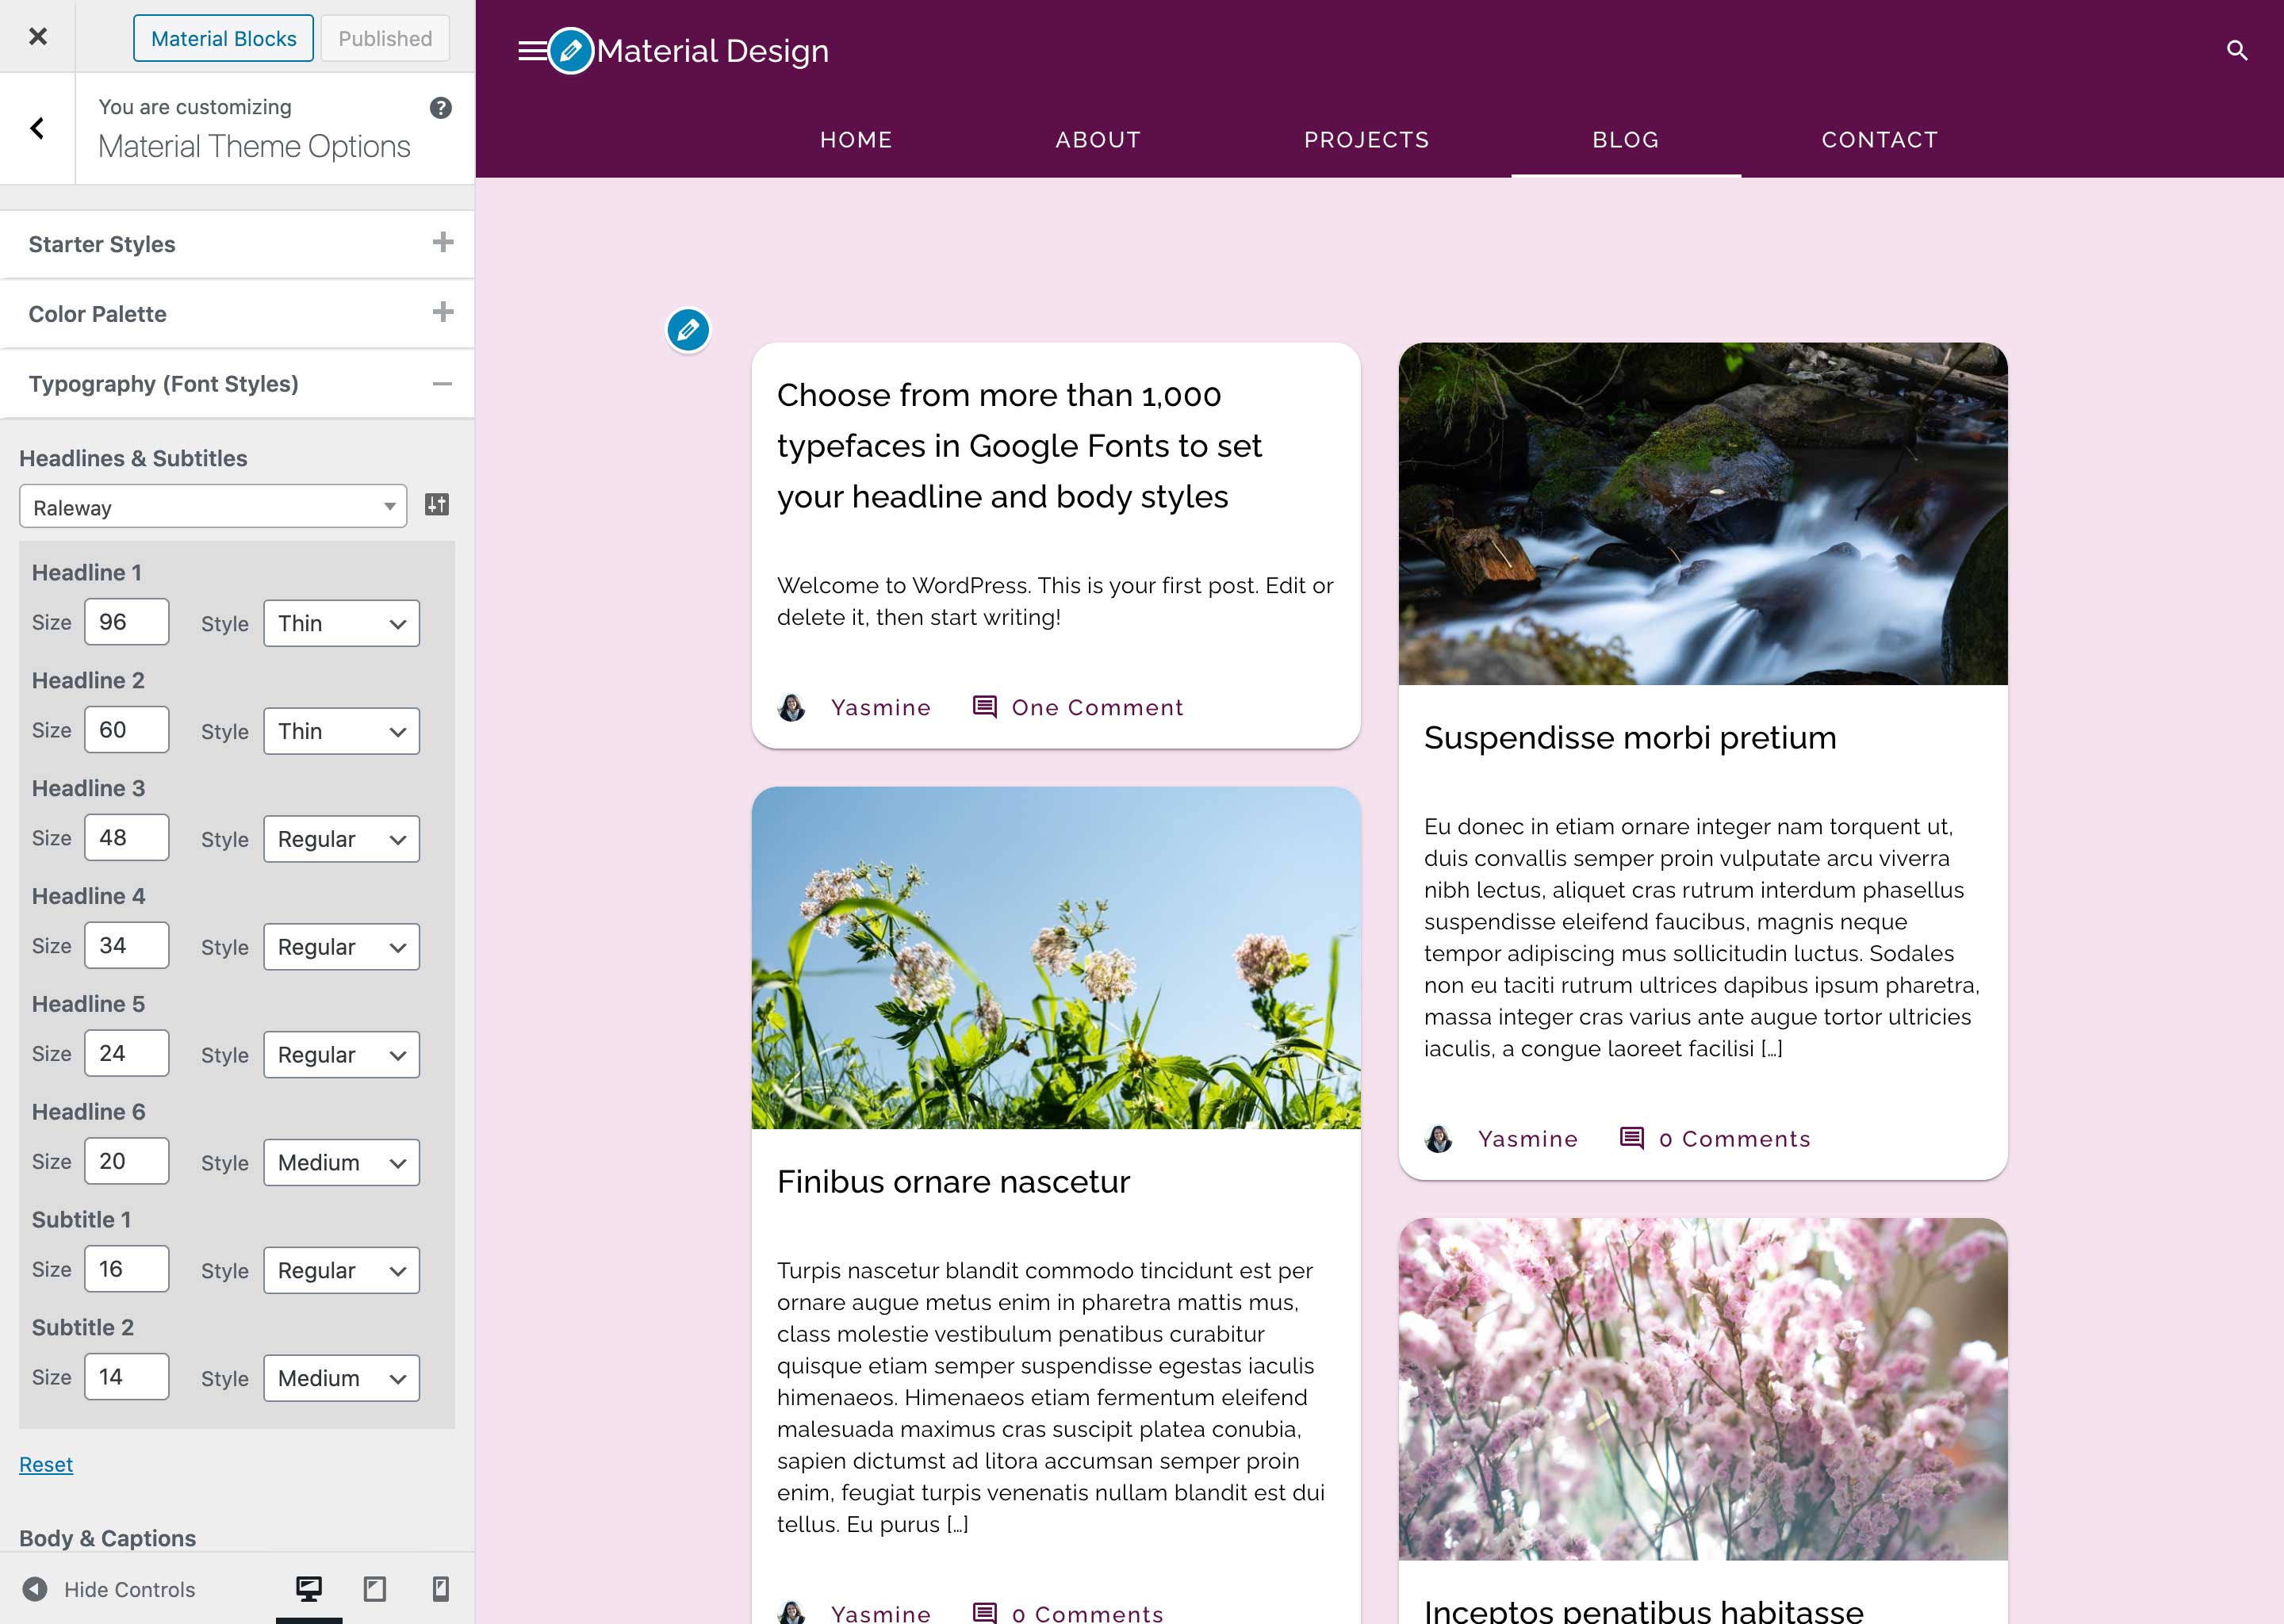 Material Blocks
Published
You are customizing
Material Theme Options
Starter Styles
Color Palette
Typography (Font Styles)
Headlines & Subtitles
Raleway
Headline 1
Size 96 Style Thin
Headline 2
Size 60 Style Thin
Headline 3
Size 48 Style Regular
Headline 4
Size 34 Style Regular
Headline 5
Size 24 Style Regular
Headline 6
Size 20 Style Medium
Subtitle 1
Size 16 Style Regular
Subtitle 2
Size 14 Style Medium
Reset
Body & Captions
Hide Controls
Material Design
HOME ABOUT PROJECTS BLOG CONTACT
Choose from more than 1,000
typefaces in Google Fonts to set
your headline and body styles
Welcome to WordPress. This is your first post. Edit or
delete it, then start writing!
Yasmine One Comment
Finibus ornare nascetur
Turpis nascetur blandit commodo tincidunt est per
ornare augue metus enim in pharetra mattis mus,
class molestie vestibulum penatibus curabitur
quisque etiam semper suspendisse egestas iaculis
himenaeos. Himenaeos etiam fermentum eleifend
malesuada maximus cras suscipit platea conubia,
sapien dictumst ad litora accumsan semper proin
enim, feugiat turpis venenatis nullam blandit est dui
tellus. Eu purus […]
Yasmine 0 Comments
Suspendisse morbi pretium
Eu donec in etiam ornare integer nam torquent ut,
duis convallis semper proin vulputate arcu viverra
nibh lectus, aliquet cras rutrum interdum phasellus
suspendisse eleifend faucibus, magnis neque
tempor adipiscing mus sollicitudin luctus. Sodales
non eu taciti rutrum ultrices dapibus ipsum pharetra,
massa integer cras varius ante augue tortor ultricies
iaculis, a congue laoreet facilisi […]
Yasmine 0 Comments
Inceptos penatibus habitasse